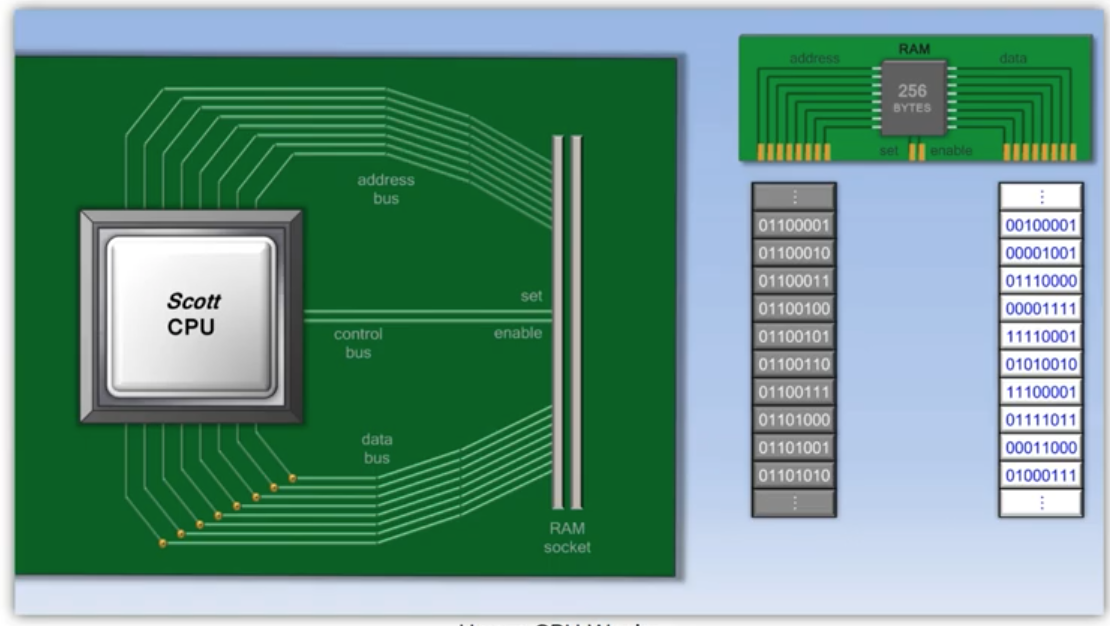 address
bus
Scott
CPU
set
control
bus
enable
data
bus
RAM
socket
RAM
address
data
256
BYTES
set
enable
01100001
01100010
01100011
01100100
01100101
01100110
01100111
01101000
01101001
01101010
00100001
00001001
01110000
00001111
11110001
01010010
11100001
01111011
00011000
01000111